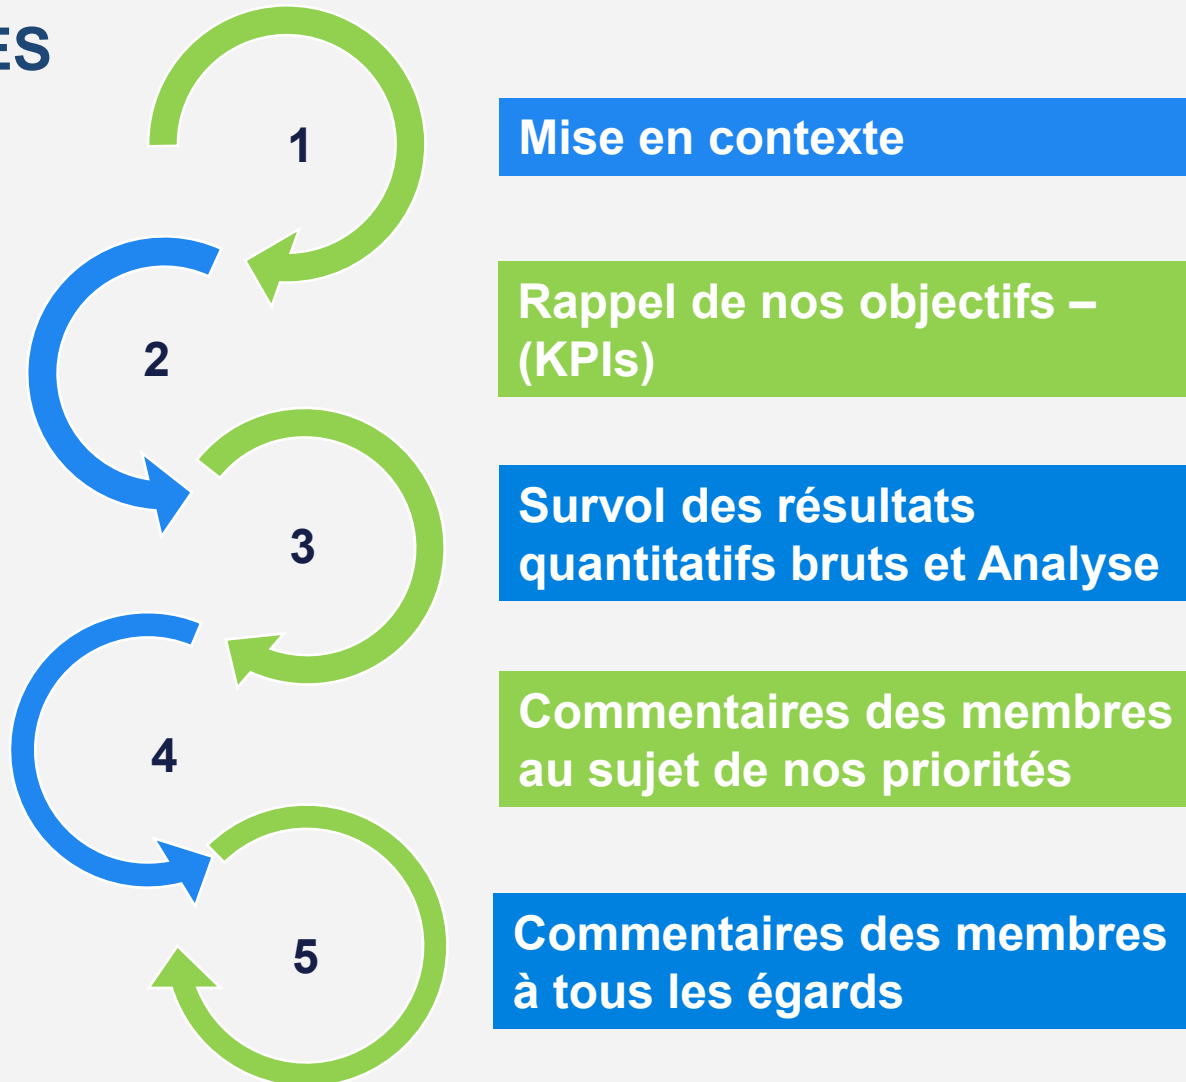 ES
1
Mise en contexte
2
Rappel de nos objectifs –
(KPIs)
3
Survol des résultats
quantitatifs bruts et Analyse
4
Commentaires des membres
au sujet de nos priorités
5
Commentaires des membres
à tous les égards